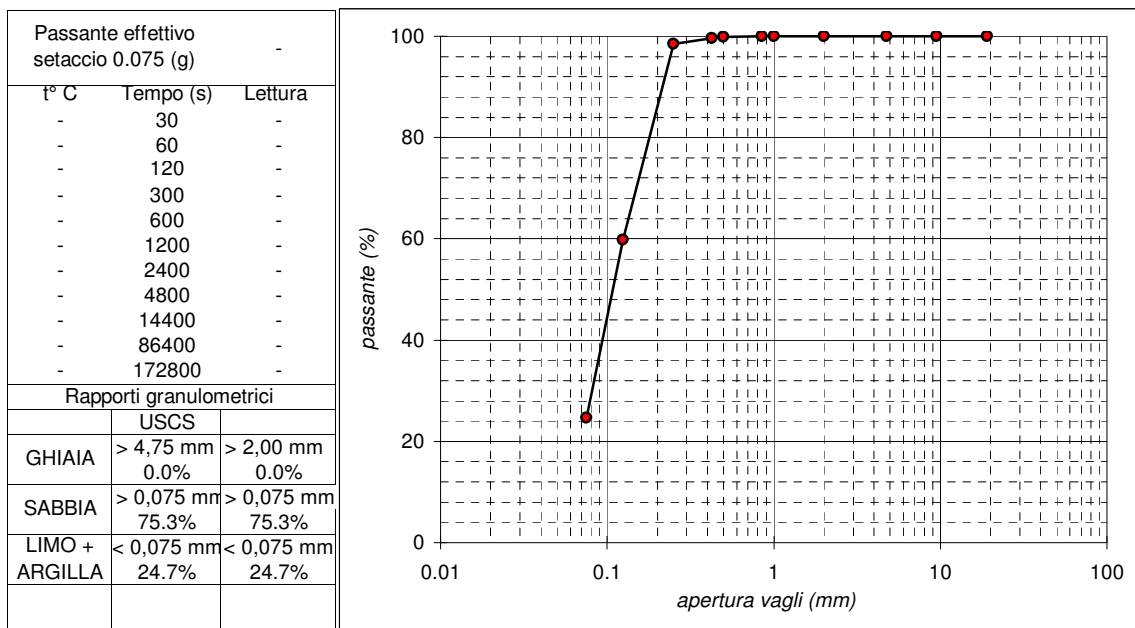 Passante effettivo
setaccio 0.075 (g) -
t° C Tempo (s) Lettura
- 30 -
- 60 -
- 120 -
- 300 -
- 600 -
- 1200 -
- 2400 -
- 4800 -
- 14400 -
- 86400 -
- 172800 -
Rapporti granulometrici
USCS
GHIAIA > 4,75 mm > 2,00 mm
0.0% 0.0%
SABBIA > 0,075 mm > 0,075 mm
75.3% 75.3%
LIMO + < 0,075 mm < 0,075 mm
ARGILLA 24.7% 24.7%
passante (%)
100
80
60
40
20
0
0.01 0.1 1 10 100
apertura vagli (mm)